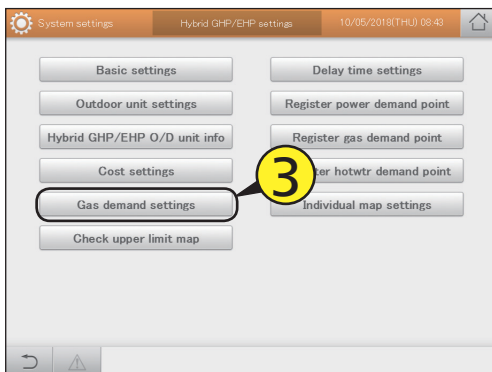 System settings
Hybrid GHP/EHP settings
10/05/2018(THU) 08:43
Basic settings
Delay time settings
Outdoor unit settings
Register power demand point
Hybrid GHP/EHP O/D unit info
Register gas demand point
Cost settings
hotwtr demand point
3
Gas demand settings
Individual map settings
Check upper limit map